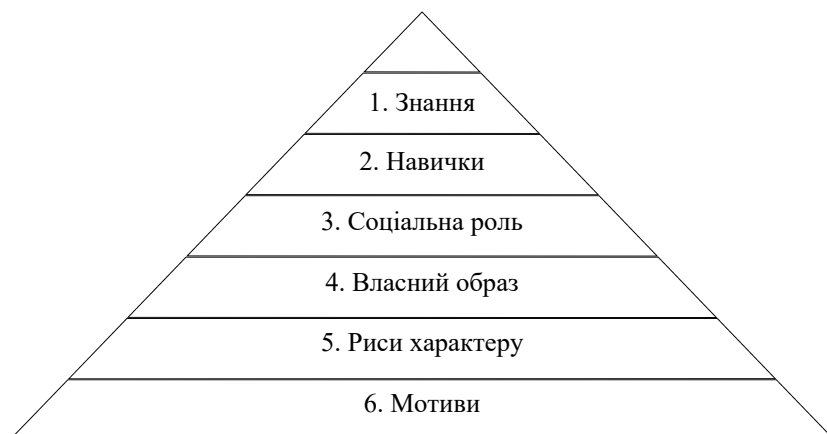 1. Знання
2. Навички
3. Соціальна роль
4. Власний образ
5. Риси характеру
6. Мотиви